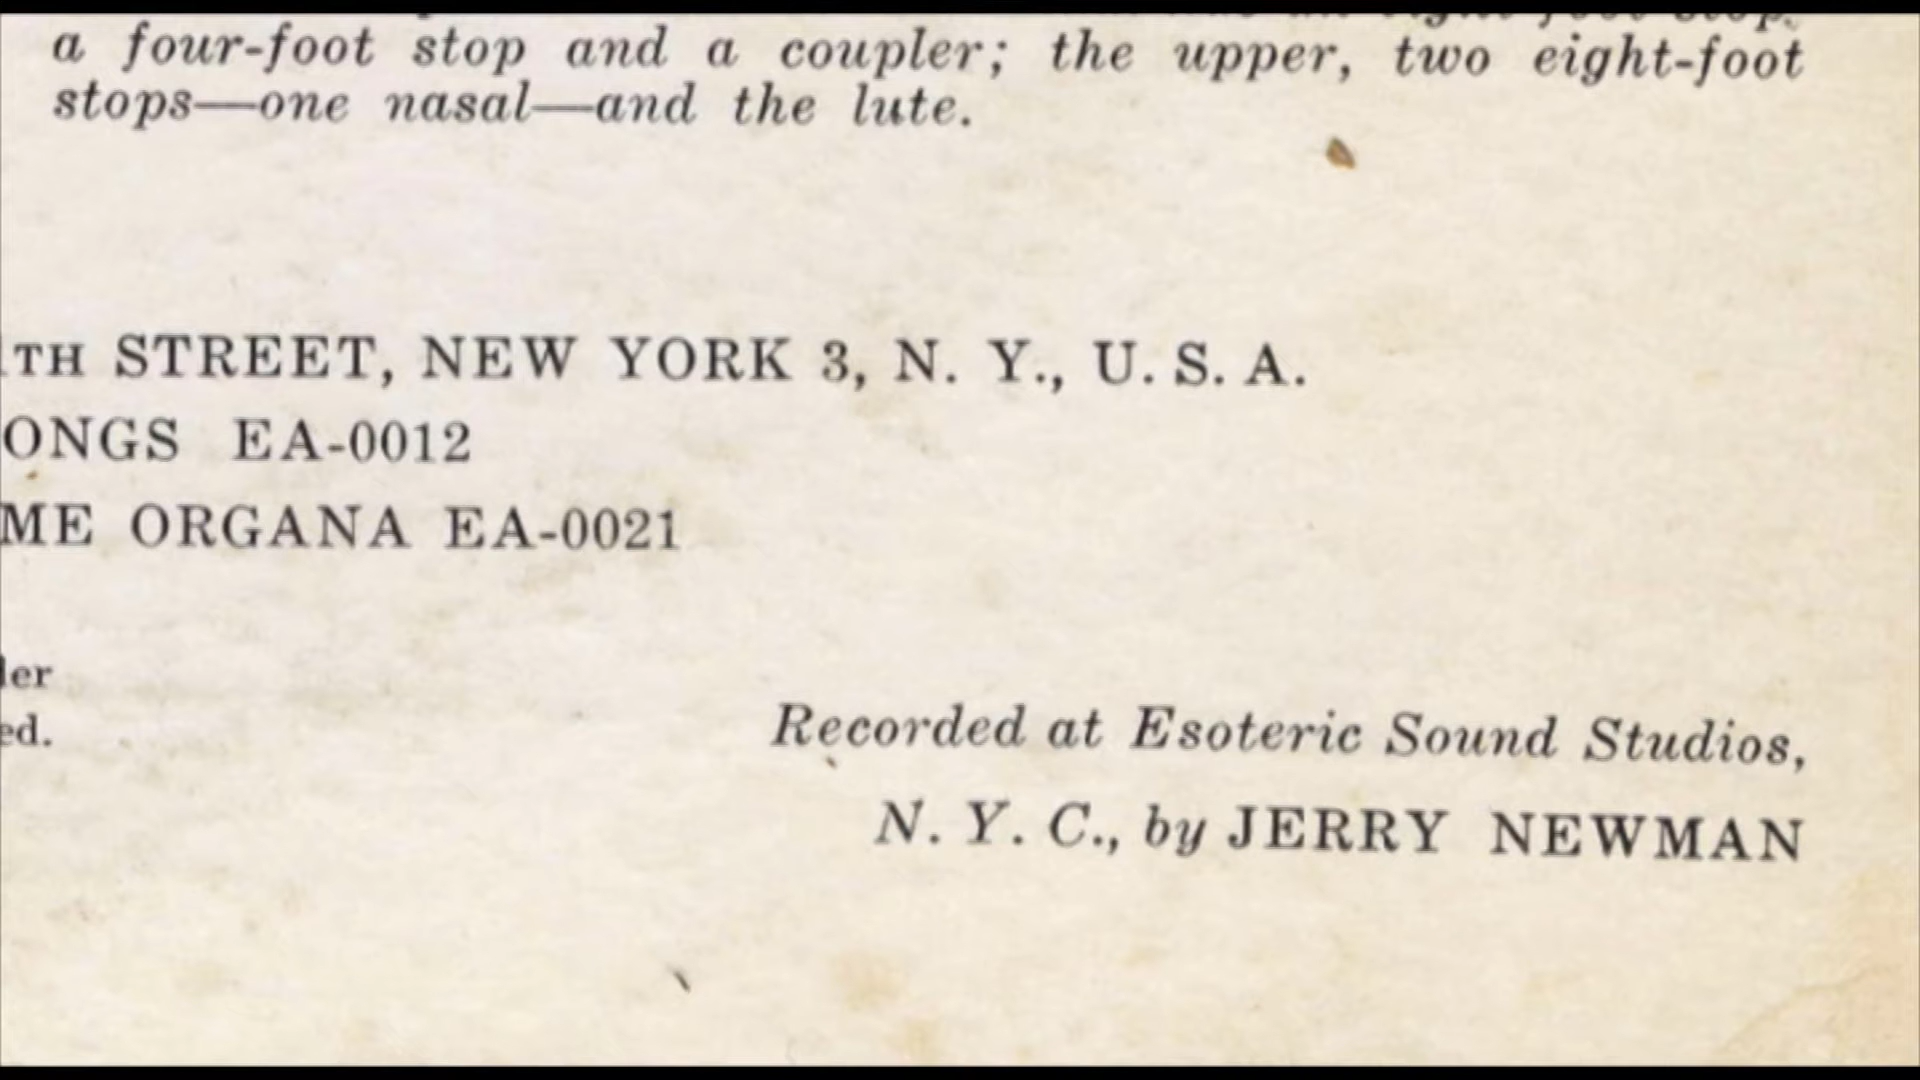 a four-foot stop and a coupler; the upper, two eight-foot
stops—one nasal—and the lute.
TH STREET, NEW YORK 3, N. Y., U. S. A.
ONGS EA-0012
ME ORGANA EA-0021
ler
ed.
Recorded at Esoteric Sound Studios,
N. Y. C., by JERRY NEWMAN